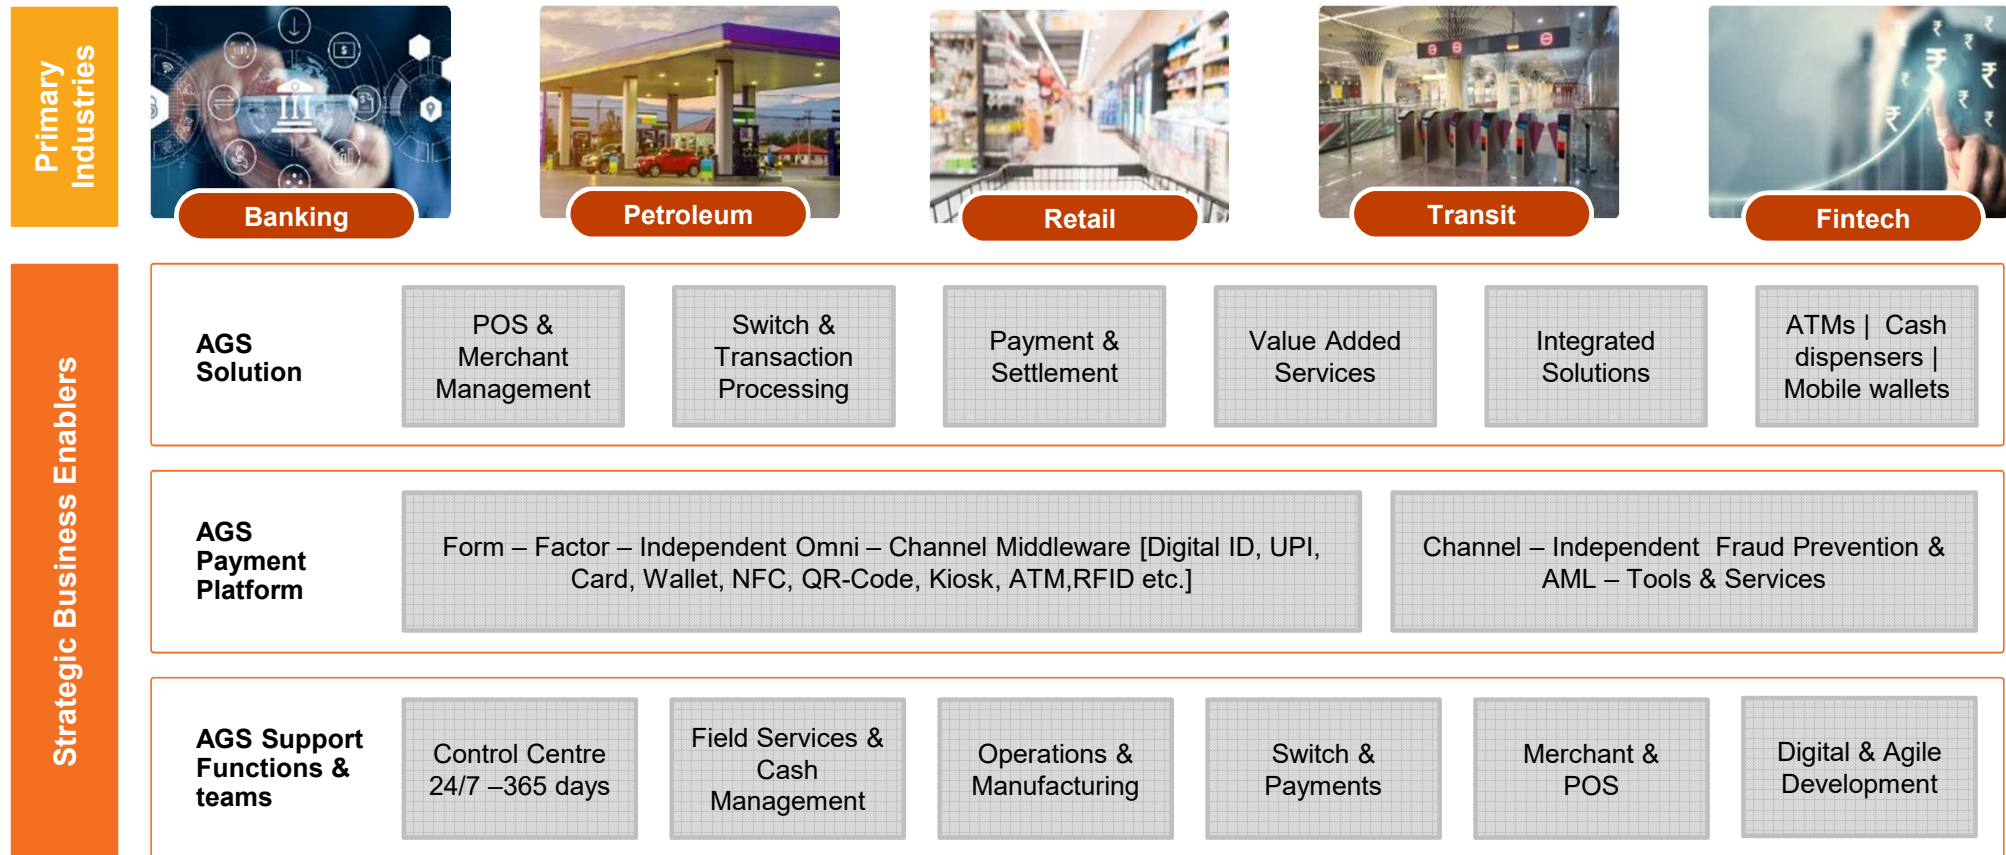 Primary
Industries
Banking
Petroleum
Retail
Transit
Fintech
Strategic Business Enablers
AGS
Solution
POS &
Merchant
Management
Switch &
Transaction
Processing
Payment &
Settlement
Value Added
Services
Integrated
Solutions
ATMs | Cash
dispensers |
Mobile wallets
AGS
Payment
Platform
Form – Factor – Independent Omni – Channel Middleware [Digital ID, UPI,
Card, Wallet, NFC, QR-Code, Kiosk, ATM,RFID etc.]
Channel – Independent Fraud Prevention &
AML – Tools & Services
AGS Support
Functions &
teams
Control Centre
24/7 –365 days
Field Services &
Cash
Management
Operations &
Manufacturing
Switch &
Payments
Merchant &
POS
Digital & Agile
Development